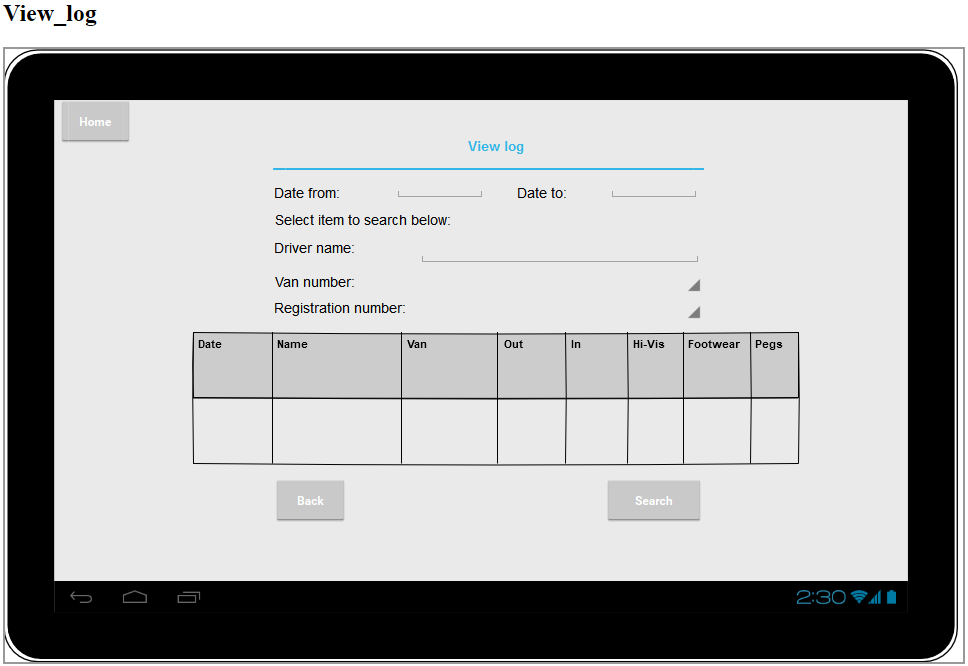 View_log
Home
View log
Date from: Date to:
Select item to search below:
Driver name:
Van number:
Registration number:
Date Name Van Out In Hi-Vis Footwear Pegs
Back Search
2:30